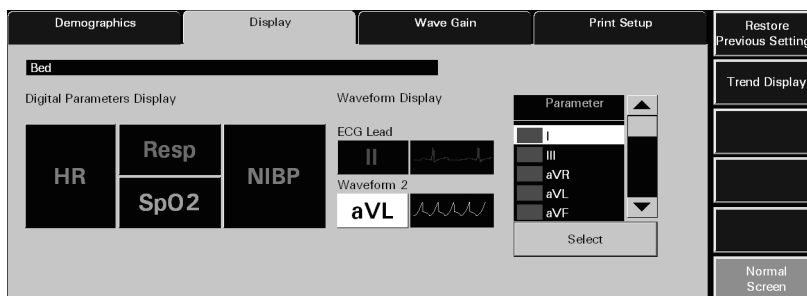 Demographics
Display
Wave Gain
Print Setup
Restore
Previous Setting
Bed
Trend Display
Digital Parameters Display
Waveform Display
Parameter
ECG Lead
HR
Resp
SpO2
NIBP
II
Waveform 2
aVL
I
III
aVR
aVL
aVF
Select
Normal
Screen